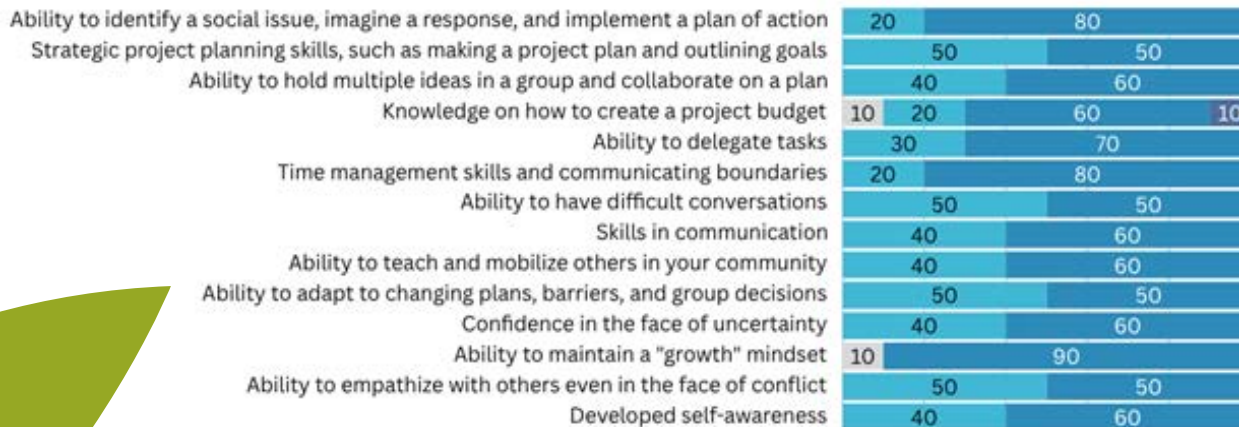 Ability to identify a social issue, imagine a response, and implement a plan of action 20 80
Strategic project planning skills, such as making a project plan and outlining goals 50 50
Ability to hold multiple ideas in a group and collaborate on a plan 40 60
Knowledge on how to create a project budget 10 20 60 10
Ability to delegate tasks 30 70
Time management skills and communicating boundaries 20 80
Ability to have difficult conversations 50 50
Skills in communication 40 60
Ability to teach and mobilize others in your community 40 60
Ability to adapt to changing plans, barriers, and group decisions 50 50
Confidence in the face of uncertainty 40 60
Ability to maintain a "growth" mindset 10 90
Ability to empathize with others even in the face of conflict 50 50
Developed self-awareness 40 60